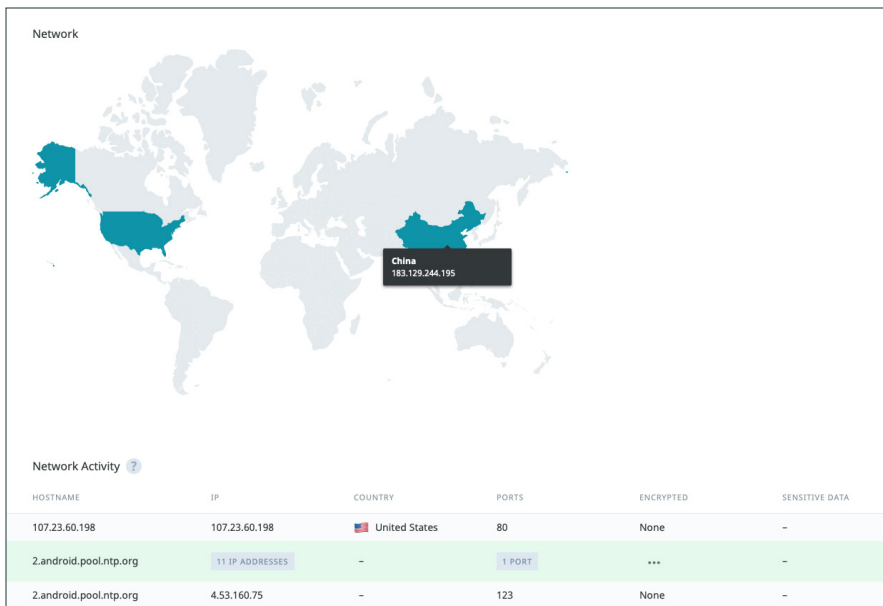 Network
China
183.129.244.195
Network Activity ?
HOSTNAME IP COUNTRY PORTS ENCRYPTED SENSITIVE DATA
107.23.60.198 107.23.60.198 United States 80 None –
2.android.pool.ntp.org 11 IP ADDRESSES – 1 PORT ••• –
2.android.pool.ntp.org 4.53.160.75 – 123 None –